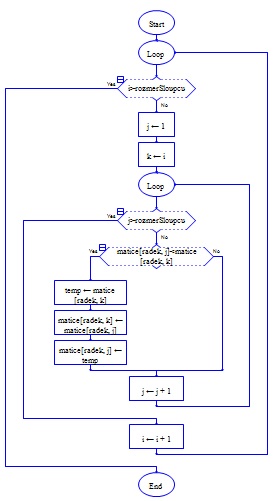 Start
Loop
Yes
i>rozmerSloupcu
No
j ← 1
k ← i
Loop
Yes
j>rozmerSloupcu
No
Yes
matice[radek, j]>matice
[radek, k]
No
temp ← matice
[radek, k]
matice[radek, k] ←
matice[radek, j]
matice[radek, j] ←
temp
j ← j + 1
i ← i + 1
End